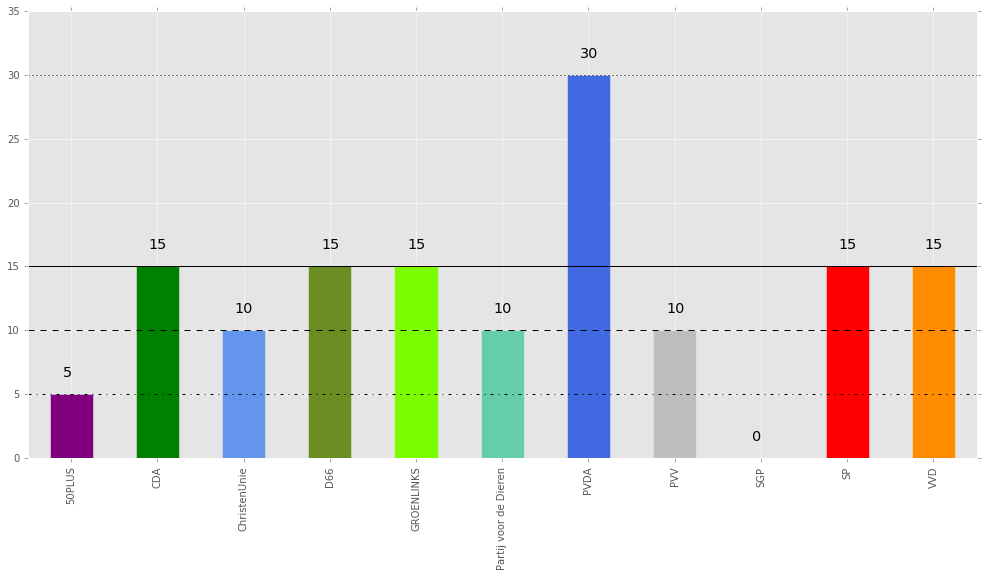 35
30
25
20
15
10
5
0
30
15
15
15
15
15
10
10
10
5
0
50PLUS
CDA
ChristenUnie
D66
GROENLINKS
Partij voor de Dieren
PVDA
PVV
SGP
SP
VVD